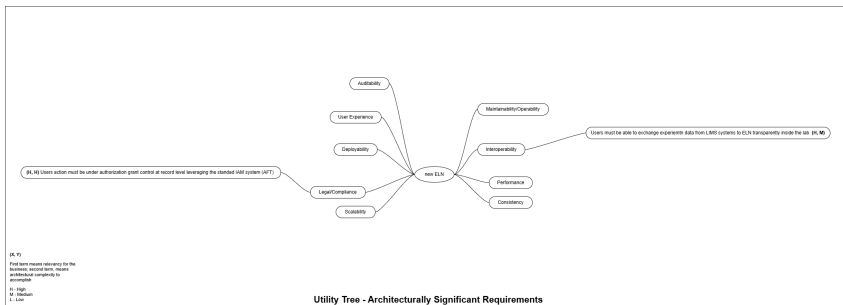 Auditability
User Experience
Deployability
(H, H) Users action must be under authorization grant control at record level leveraging the standad IAM system (AFT)
Legal/Compliance
Scalability
new ELN
Maintainability/Operability
Interoperability
Users must be able to exchange experieintn data from LIMS systems to ELN transparently inside the lab (H, M)
Performance
Consistency
(X, Y)
First term means relevancy for the
business; second term, means
architectural complexity to
accomplish
H - High
M - Medium
L - Low
Utility Tree - Architecturally Significant Requirements